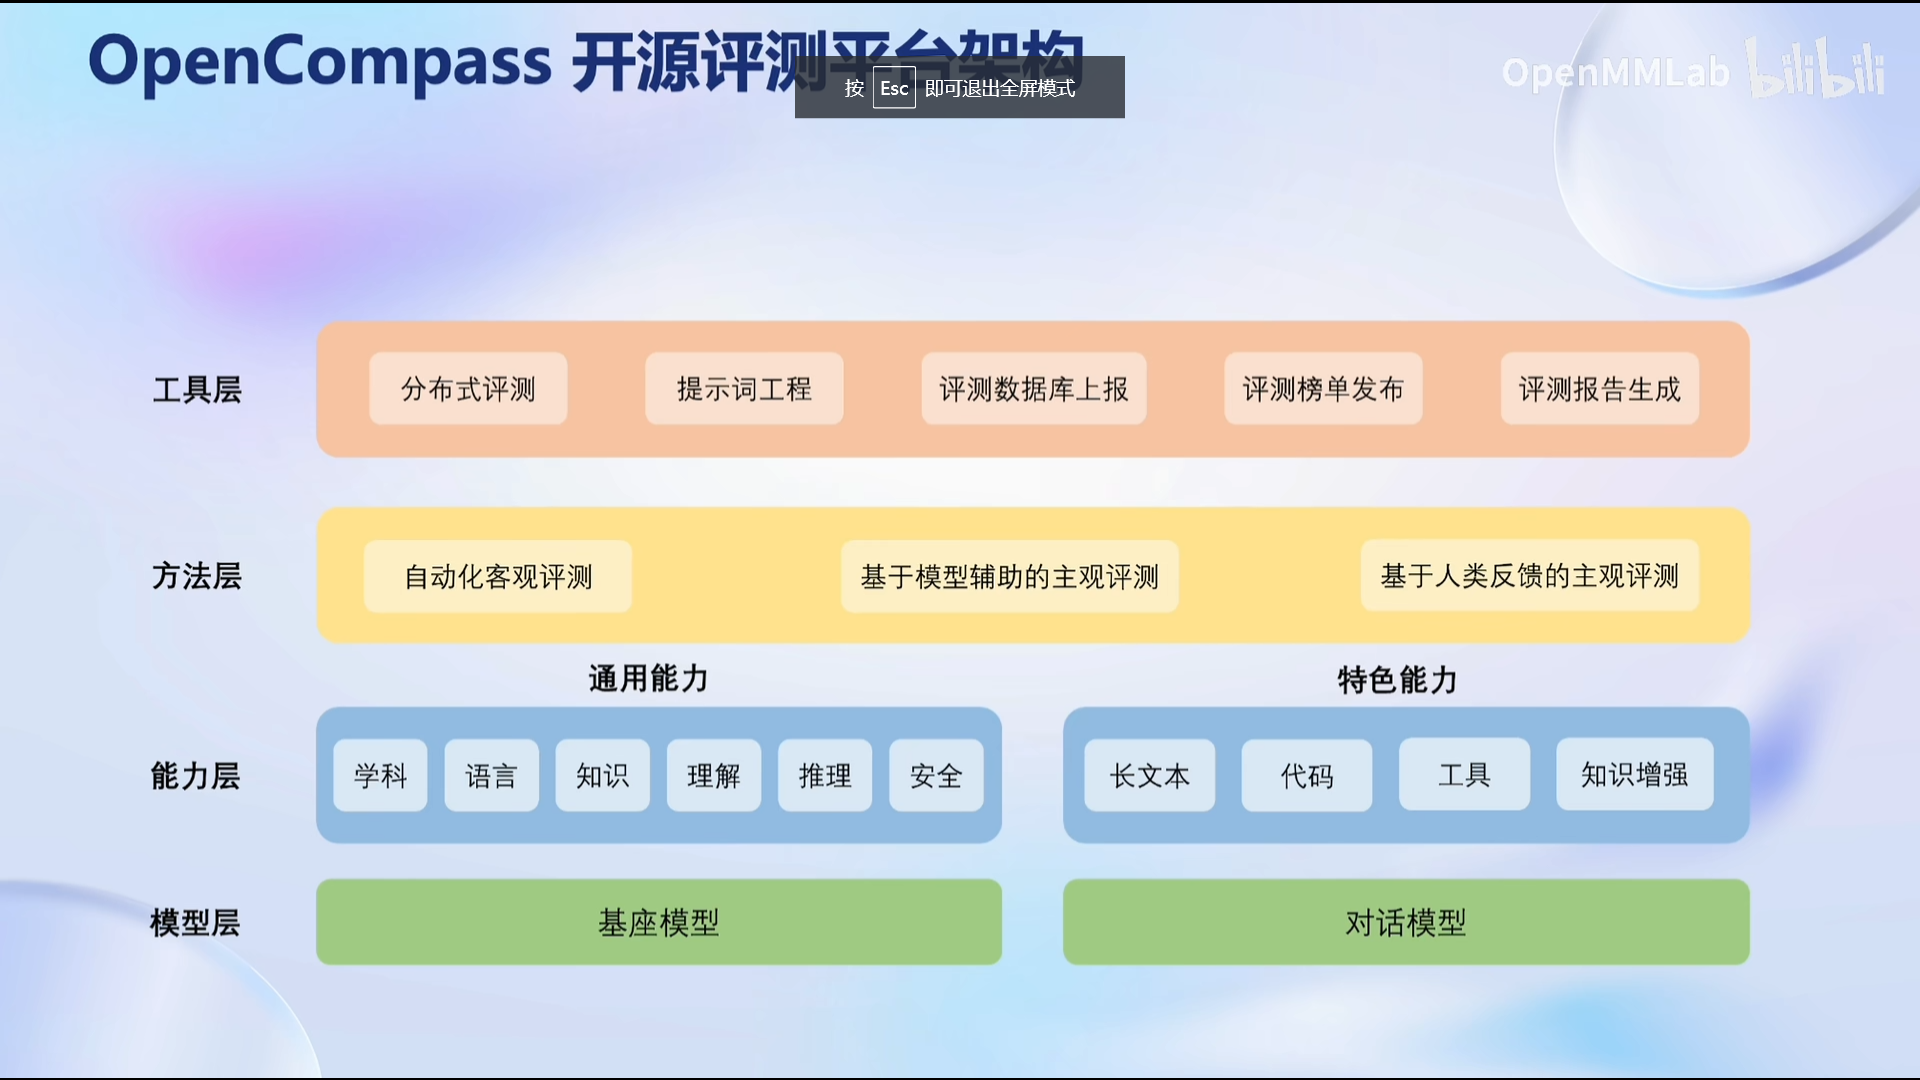 OpenCompass 开源评测平台架构
OpenMMLab bilibili
按 Esc 即可退出全屏模式
工具层
分布式评测
提示词工程
评测数据库上报
评测榜单发布
评测报告生成
方法层
自动化客观评测
基于模型辅助的主观评测
基于人类反馈的主观评测
通用能力
特色能力
能力层
学科
语言
知识
理解
推理
安全
长文本
代码
工具
知识增强
模型层
基座模型
对话模型